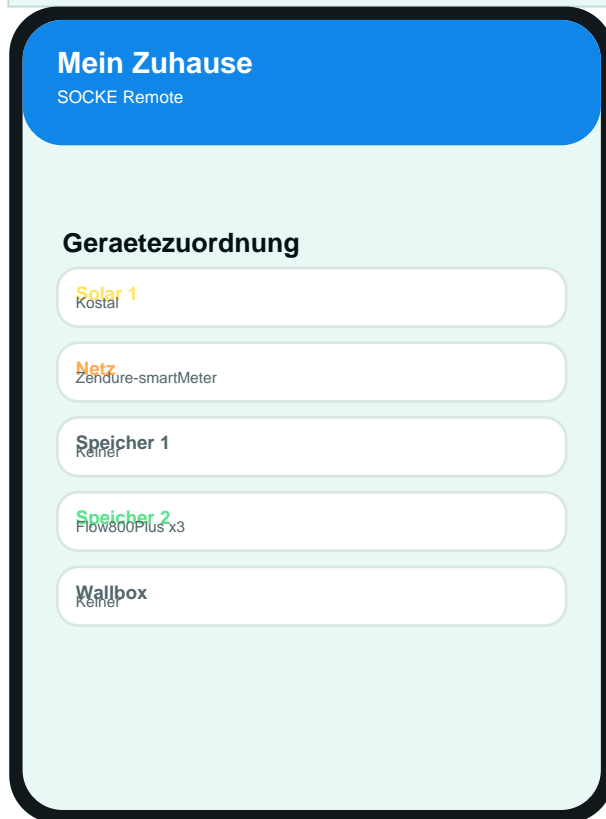 Mein Zuhause
SOCKE Remote
Geraetezuordnung
Solar 1
Kostal
Netz
Zendure-smartMeter
Speicher 1
Keiner
Speicher 2
Flow800Plus x3
Wallbox
Keiner